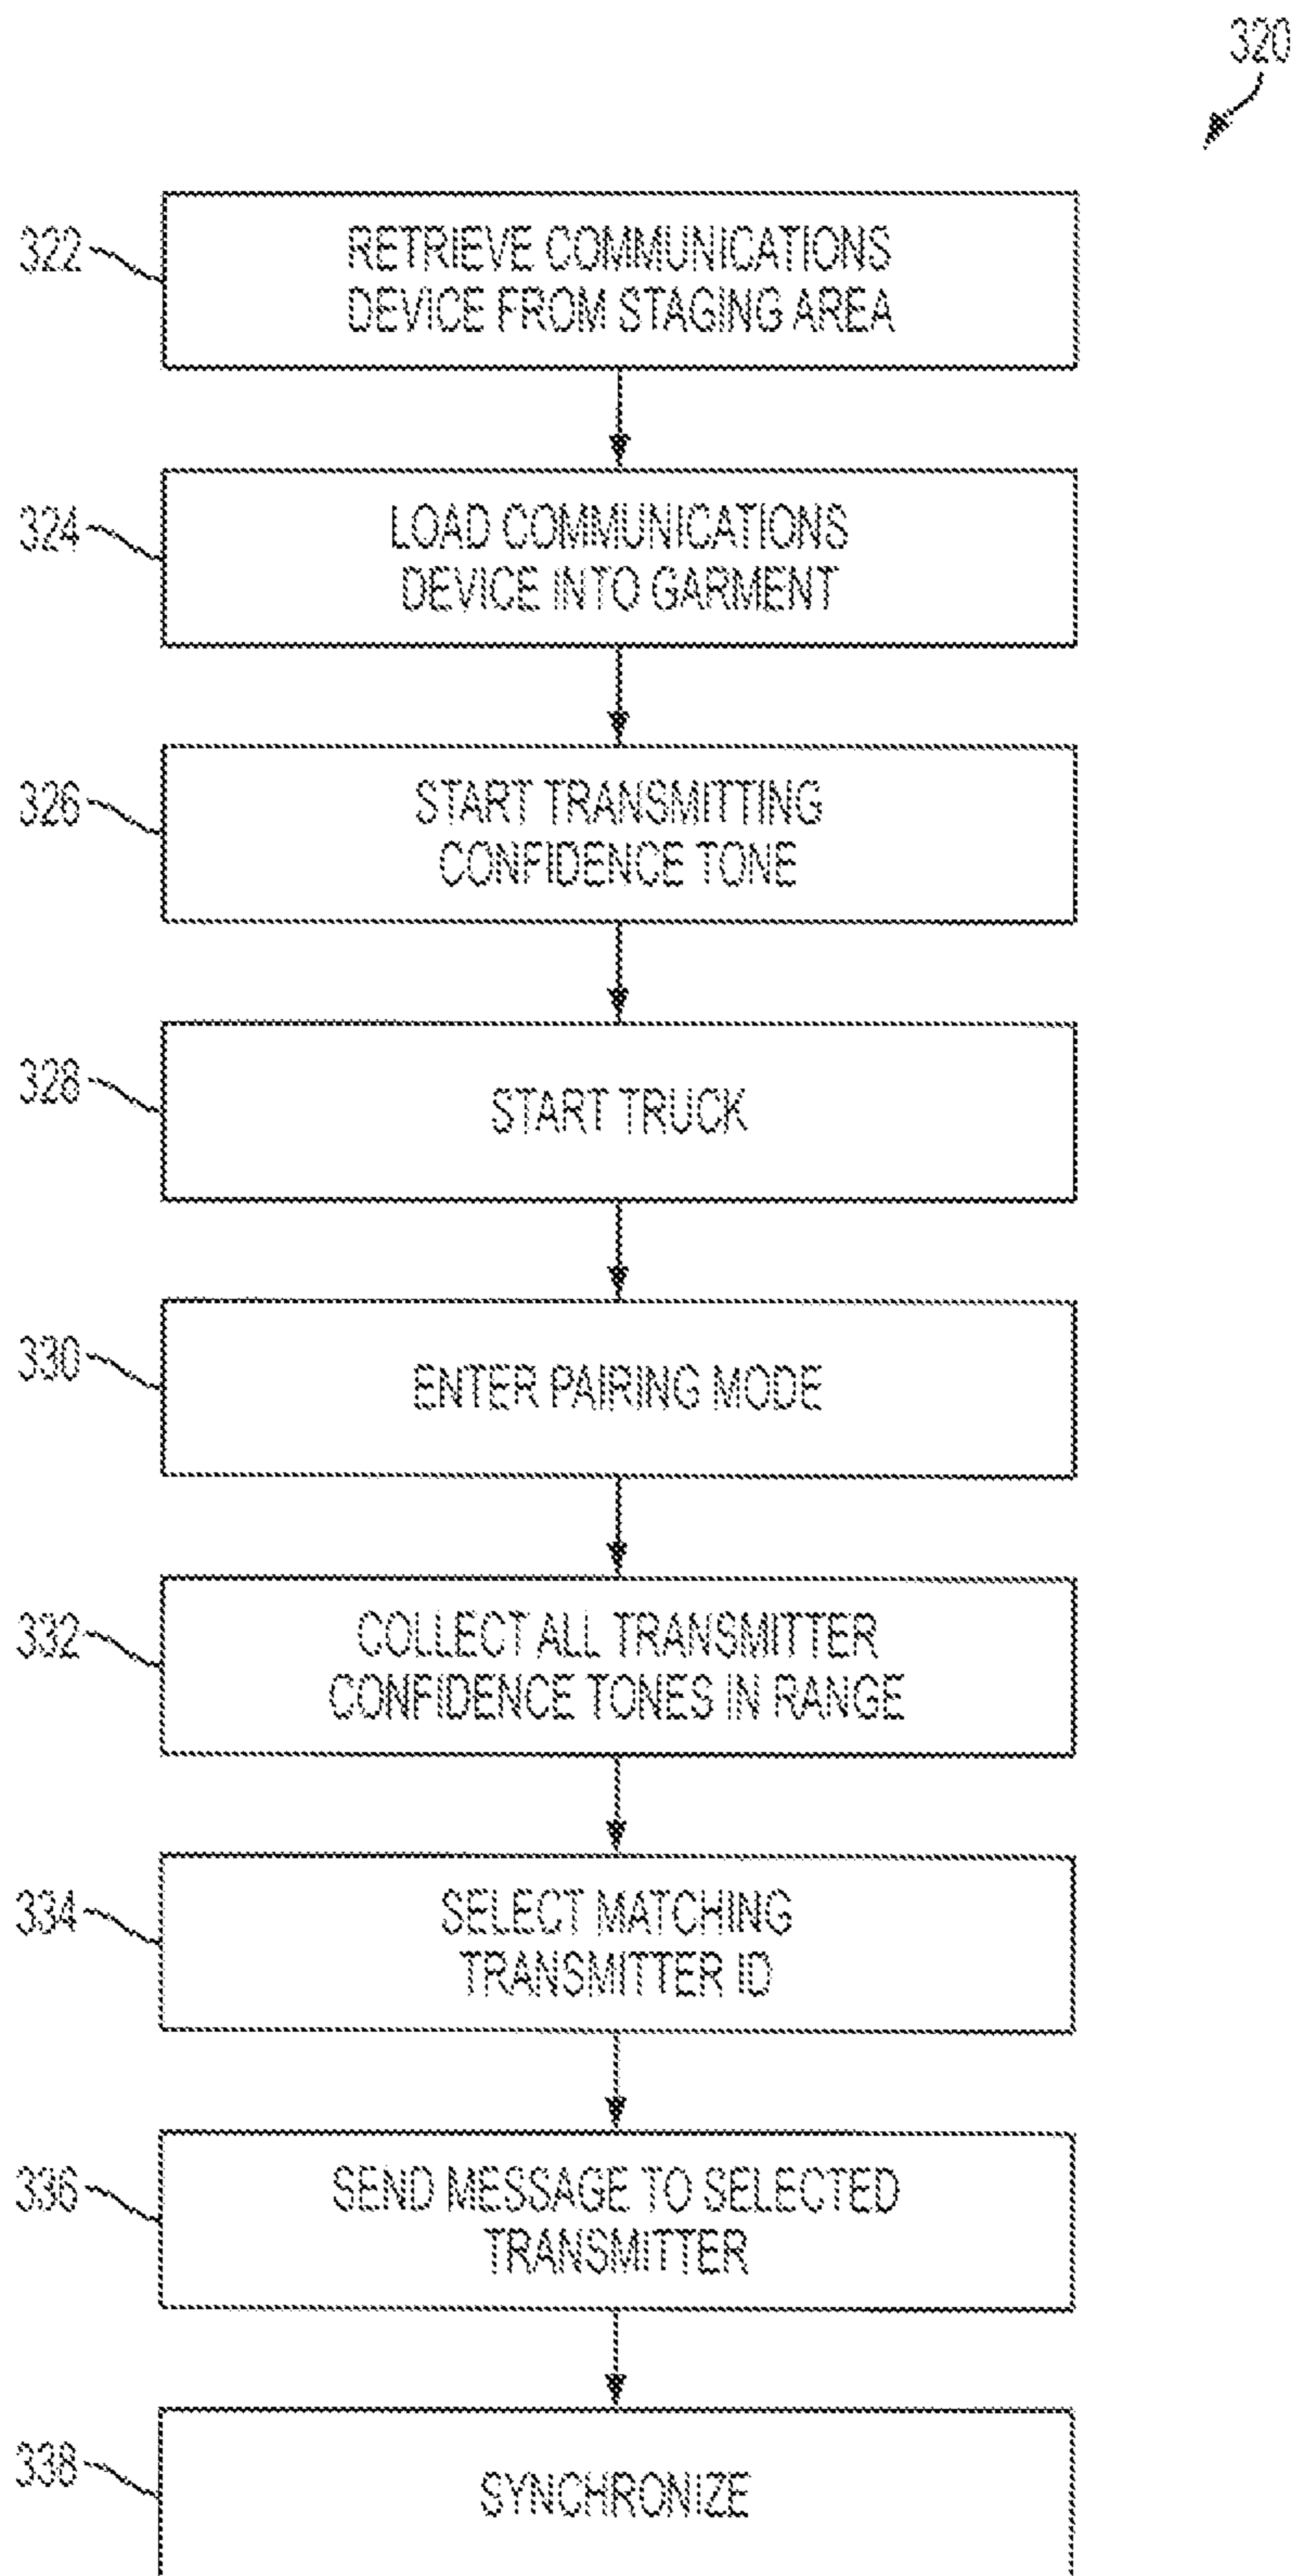 320
322
RETRIEVE COMMUNICATIONS
DEVICE FROM STAGING AREA
324
LOAD COMMUNICATIONS
DEVICE INTO GARMENT
326
START TRANSMITTING
CONFIDENCE TONE
328
START TRUCK
330
ENTER PAIRING MODE
332
COLLECT ALL TRANSMITTER
CONFIDENCE TONES IN RANGE
334
SELECT MATCHING
TRANSMITTER ID
336
SEND MESSAGE TO SELECTED
TRANSMITTER
338
SYNCHRONIZE